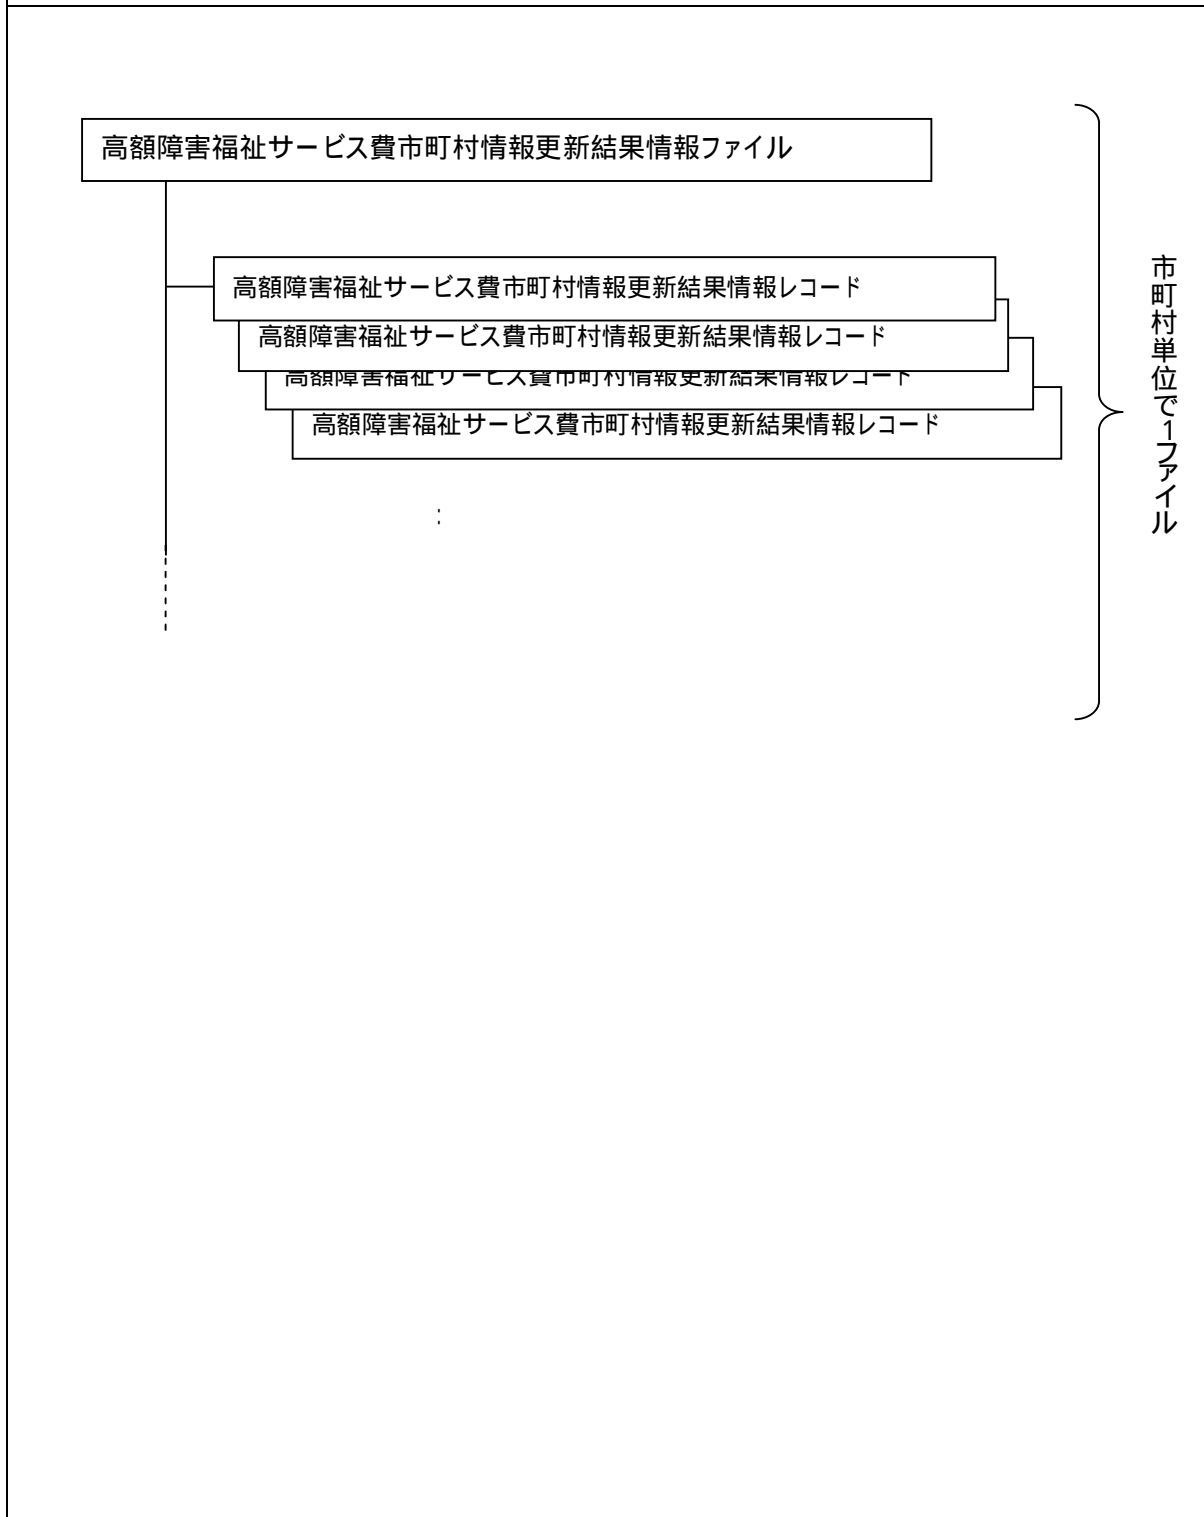 高額障害福祉サービス費市町村情報更新結果情報ファイル
高額障害福祉サービス費市町村情報更新結果情報レコード
高額障害福祉サービス費市町村情報更新結果情報レコード
高額障害福祉サービス費市町村情報更新結果情報レコード
高額障害福祉サービス費市町村情報更新結果情報レコード
:
市町村単位で1ファイル